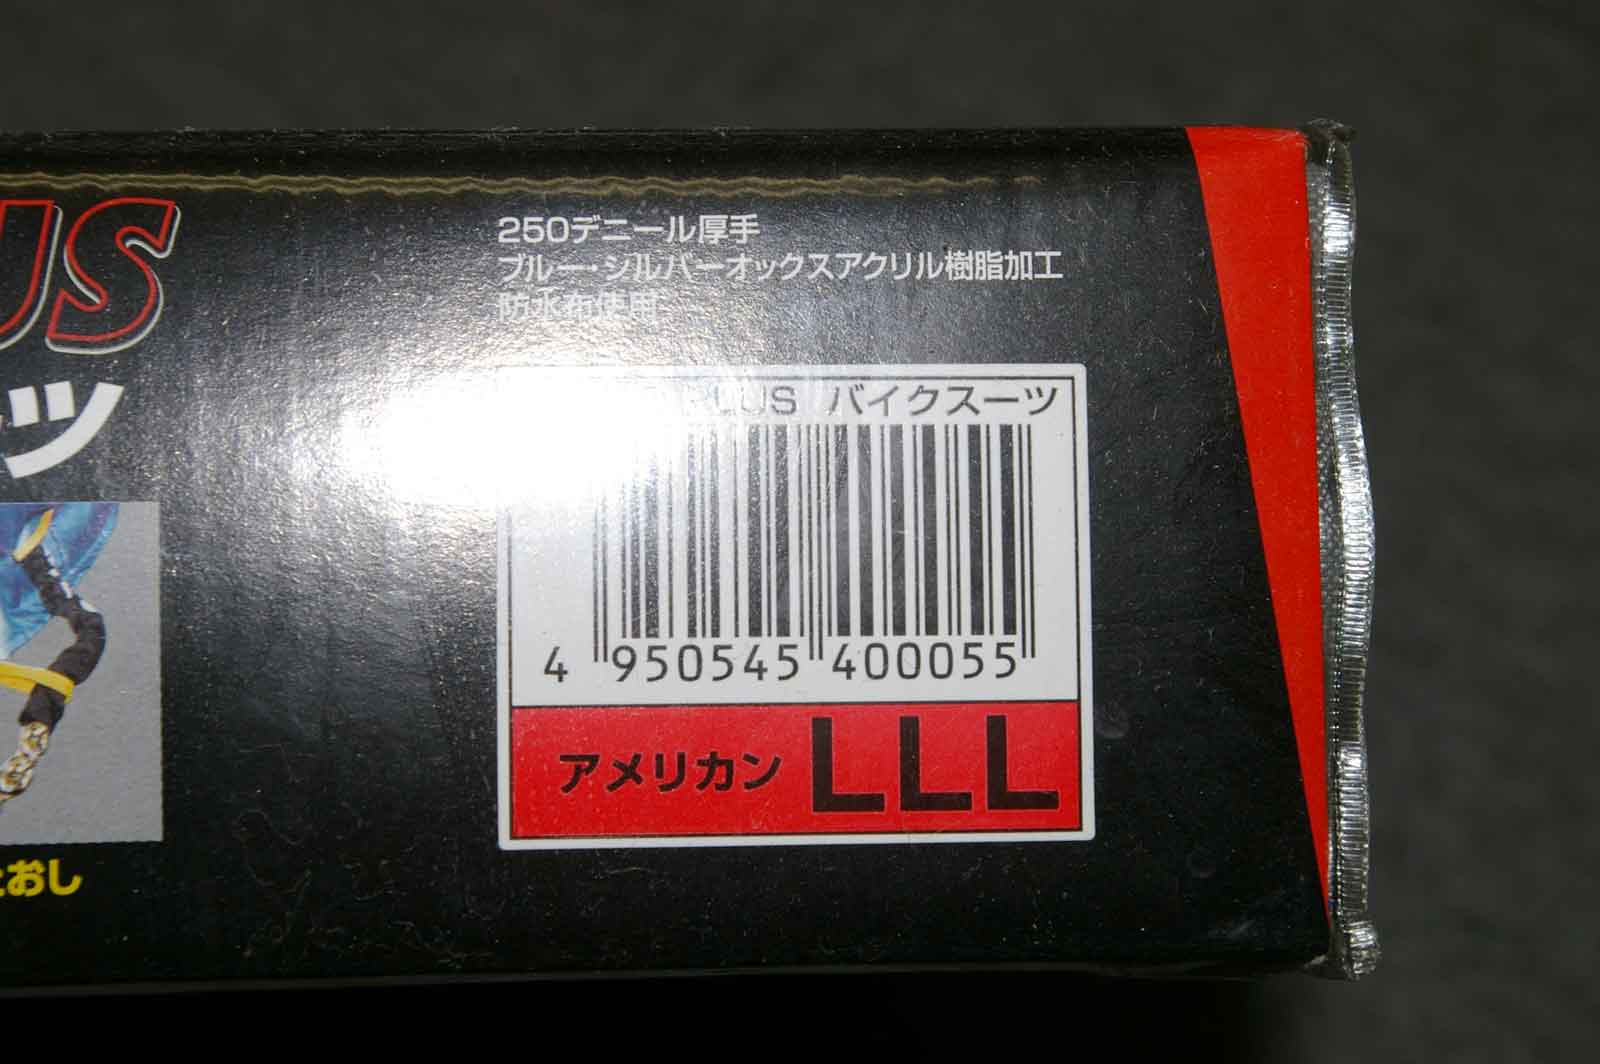 US
ーツ
250デニール厚手
ブルー・シルバーオックスアクリル樹脂加工
防水布使用
PLUS バイクスーツ
4 950545 400055
アメリカン LLL
おし